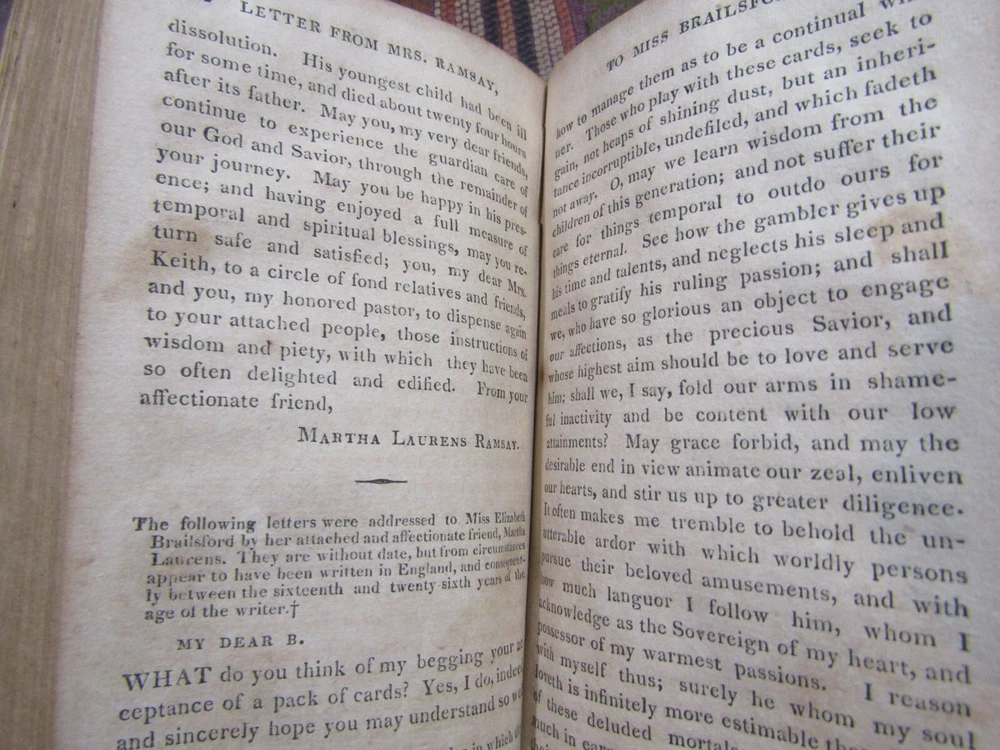 LETTER FROM MRS. RAMSAY,
dissolution. His youngest child had been ill
for some time, and died about twenty four hours
after its father. May you, my very dear friends,
continue to experience the guardian care of
our God and Savior, through the remainder of
your journey. May you be happy in his pres-
ence; and having enjoyed a full measure of
temporal and spiritual blessings, may you re-
turn safe and satisfied; you, my dear Mrs.
Keith, to a circle of fond relatives and friends,
and you, my honored pastor, to dispense again
to your attached people, those instructions of
wisdom and piety, with which they have been
so often delighted and edified. From your
affectionate friend,
MARTHA LAURENS RAMSAY.
The following letters were addressed to Miss Elizabeth
Brailsford by her attached and affectionate friend, Martha
Laurens. They are without date, but from circumstances
appear to have been written in England, and consequent-
ly between the sixteenth and twenty-sixth years of the
age of the writer.†
MY DEAR B.
WHAT do you think of my begging your ac
ceptance of a pack of cards? Yes, I do, indeed
and sincerely hope you may understand so we
in which
TO MISS BRAILSFO
how to manage them as to be a continual win
ner. Those who play with these cards, seek to
gain, not heaps of shining dust, but an inheri-
tance incorruptible, undefiled, and which fadeth
not away. O, may we learn wisdom from the
children of this generation; and not suffer their
care for things temporal to outdo ours for
things eternal. See how the gambler gives up
his time and talents, and neglects his sleep and
meals to gratify his ruling passion; and shall
we, who have so glorious an object to engage
our affections, as the precious Savior, and
whose highest aim should be to love and serve
him; shall we, I say, fold our arms in shame-
ful inactivity and be content with our low
attainments? May grace forbid, and may the
desirable end in view animate our zeal, enliven
our hearts, and stir us up to greater diligence.
It often makes me tremble to behold the un-
utterable ardor with which worldly persons
pursue their beloved amusements, and with
how much languor I follow him, whom I
acknowledge as the Sovereign of my heart, and
possessor of my warmest passions. I reason
with myself thus; surely he whom my soul
loveth is infinitely more estimable than
of these deluded mortals
much in